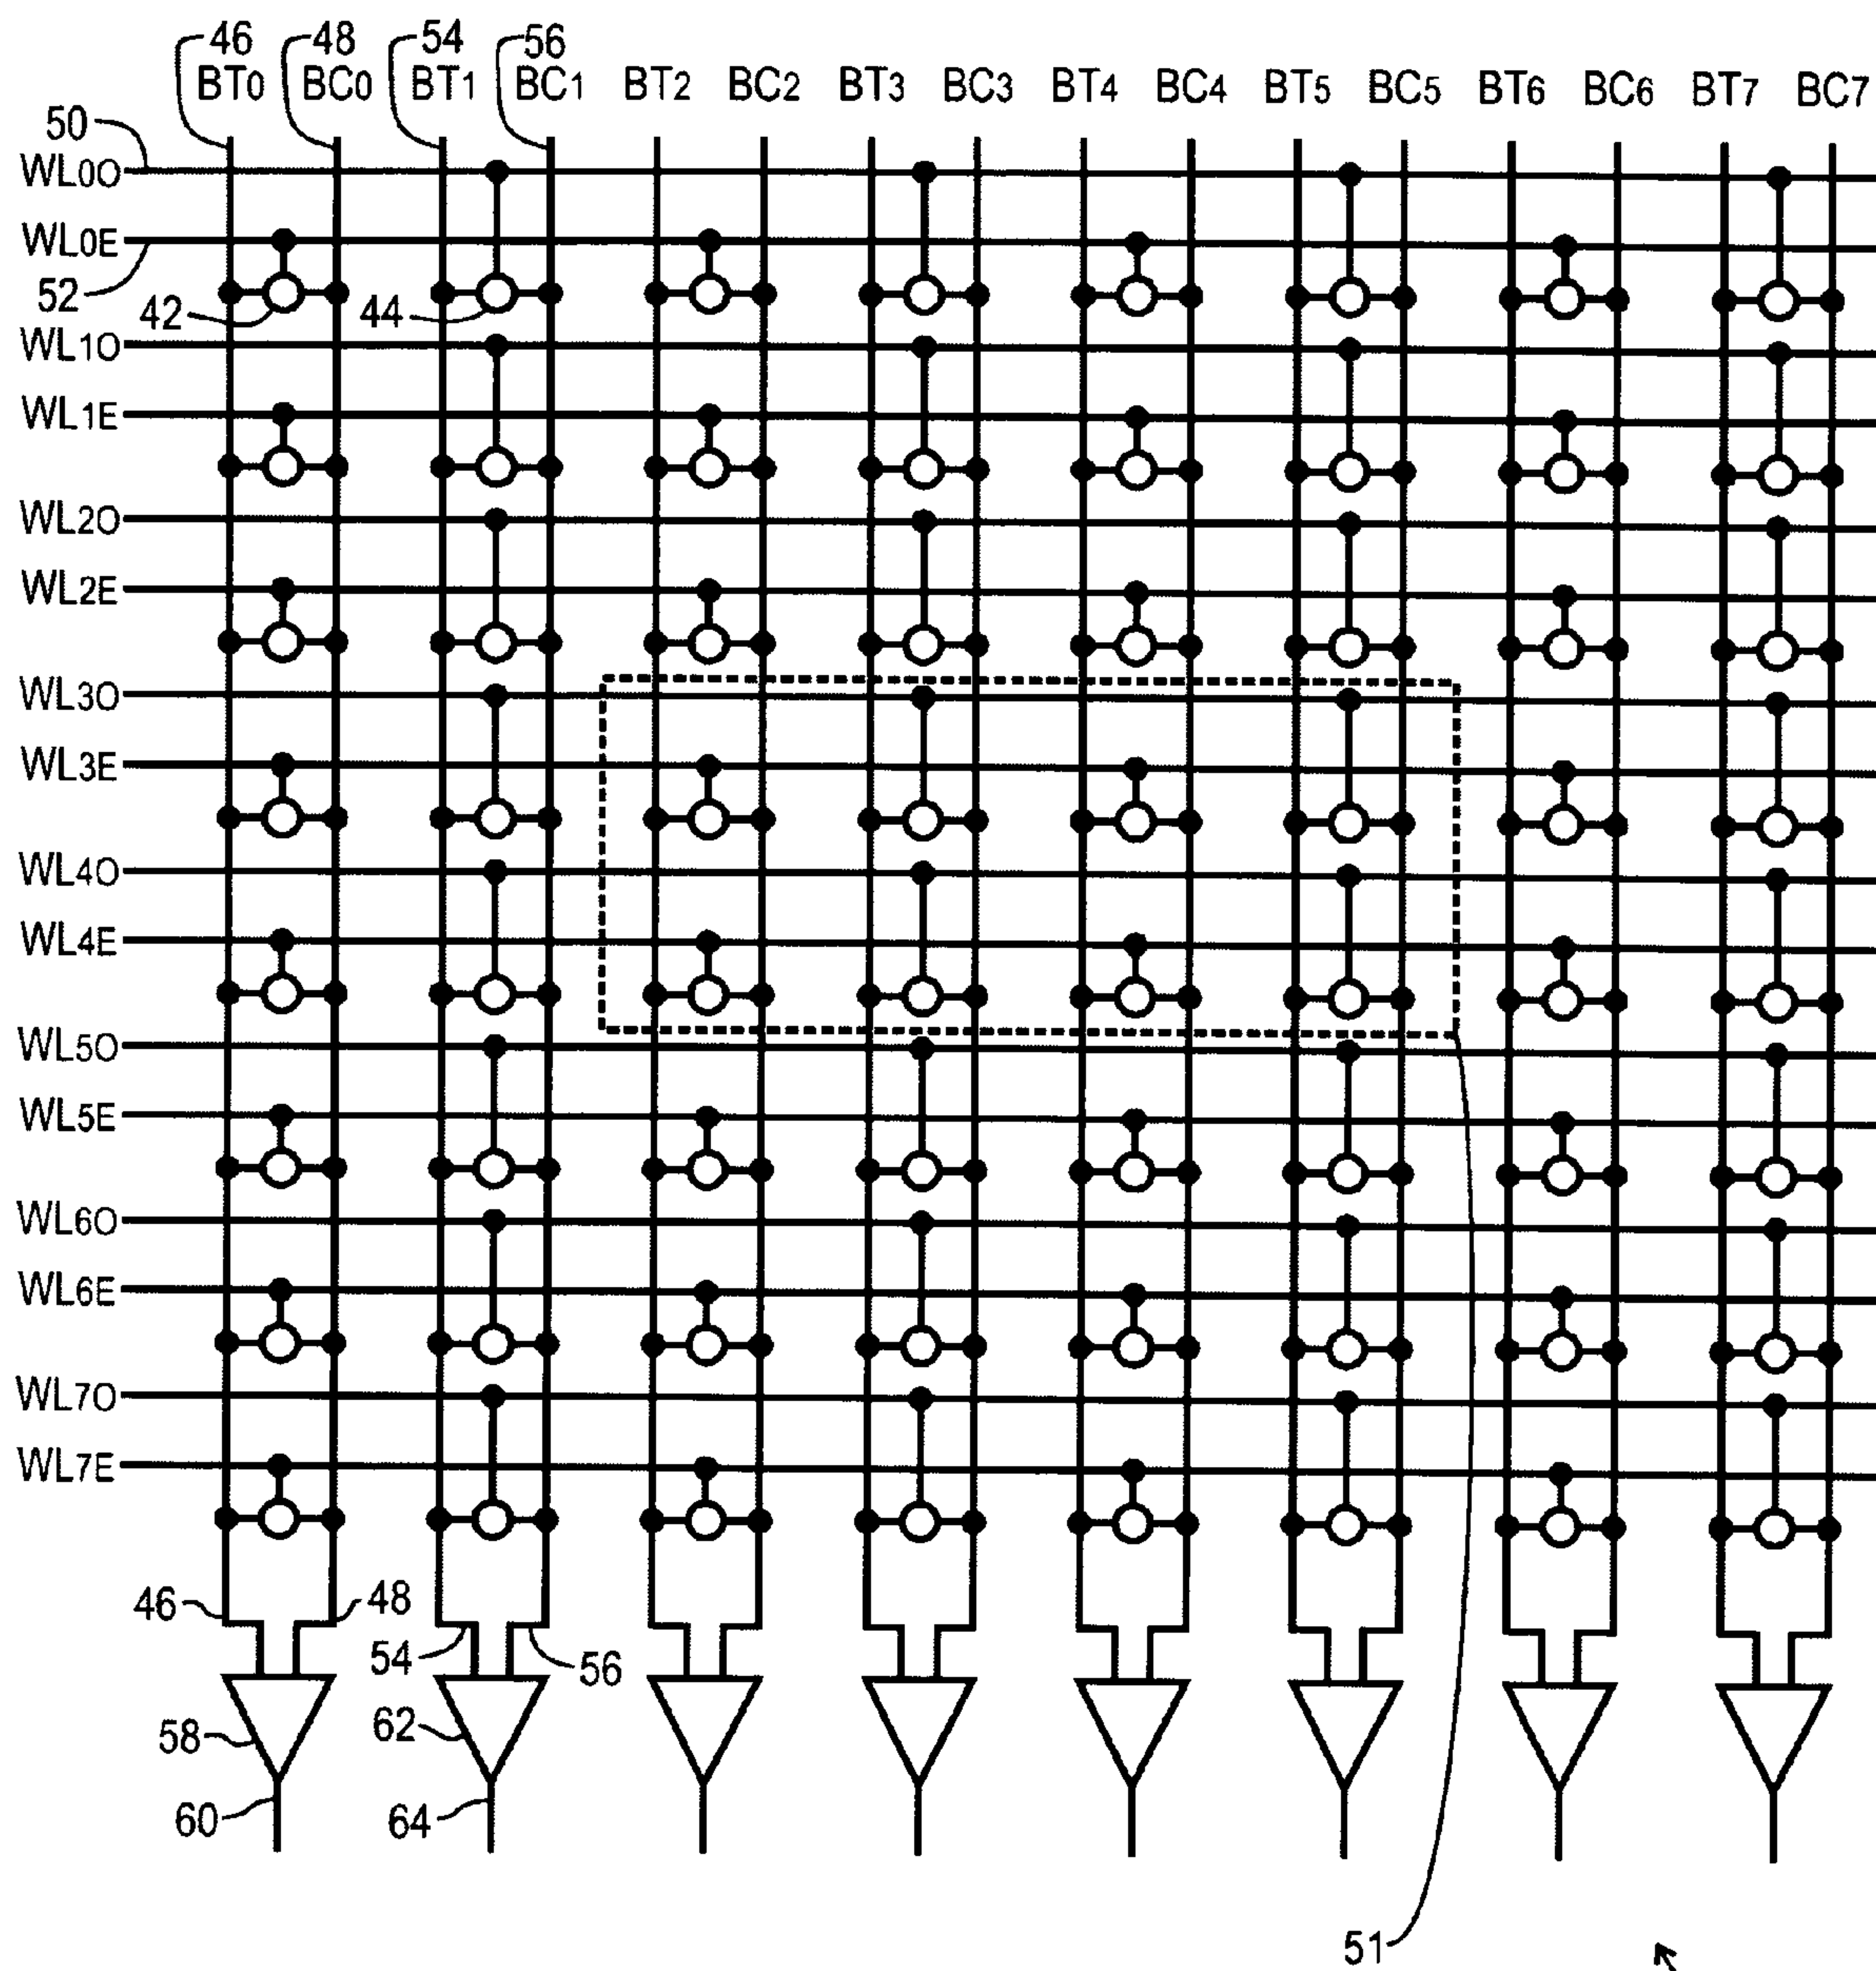 46 48 54 56
BT0 BC0 BT1 BC1 BT2 BC2 BT3 BC3 BT4 BC4 BT5 BC5 BT6 BC6 BT7 BC7
50
WL0O
WL0E
52
42 44
WL1O
WL1E
WL2O
WL2E
WL3O
WL3E
WL4O
WL4E
WL5O
WL5E
WL6O
WL6E
WL7O
WL7E
46 48
54 56
58 62
60 64
51